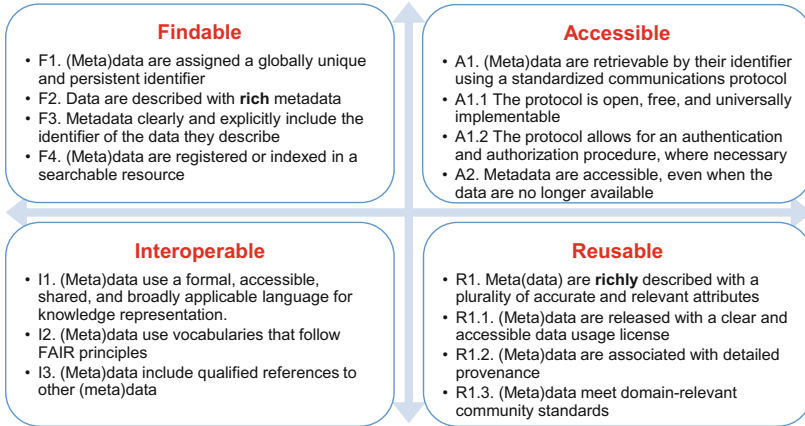 Findable
• F1. (Meta)data are assigned a globally unique
and persistent identifier
• F2. Data are described with rich metadata
• F3. Metadata clearly and explicitly include the
identifier of the data they describe
• F4. (Meta)data are registered or indexed in a
searchable resource
Accessible
• A1. (Meta)data are retrievable by their identifier
using a standardized communications protocol
• A1.1 The protocol is open, free, and universally
implementable
• A1.2 The protocol allows for an authentication
and authorization procedure, where necessary
• A2. Metadata are accessible, even when the
data are no longer available
Interoperable
• I1. (Meta)data use a formal, accessible,
shared, and broadly applicable language for
knowledge representation.
• I2. (Meta)data use vocabularies that follow
FAIR principles
• I3. (Meta)data include qualified references to
other (meta)data
Reusable
• R1. Meta(data) are richly described with a
plurality of accurate and relevant attributes
• R1.1. (Meta)data are released with a clear and
accessible data usage license
• R1.2. (Meta)data are associated with detailed
provenance
• R1.3. (Meta)data meet domain-relevant
community standards